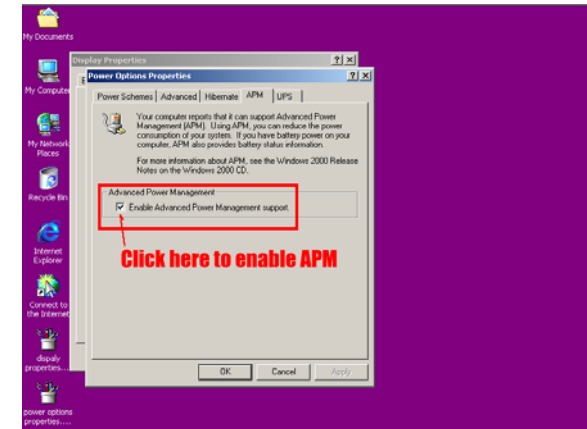 My Documents
Display Properties
Power Options Properties
My Computer
Power Schemes
Advanced
Hibernate
APM
UPS
Your computer reports that it can support Advanced Power
Management (APM). Using APM, you can reduce the power
consumption of your system. If you have battery power on your
computer, APM also provides battery status information.
My Network
Places
For more information about APM, see the Windows 2000 Release
Notes on the Windows 2000 CD.
Recycle Bin
Advanced Power Management
Enable Advanced Power Management support.
Internet
Explorer
Click here to enable APM
Connect to
the Internet
dispaly
properties...
OK
Cancel
Apply
power options
properties....